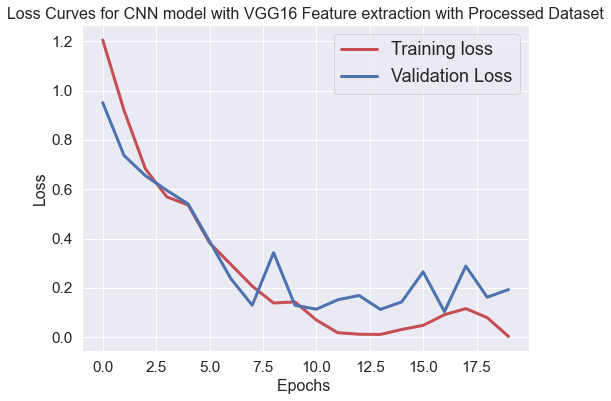 Loss Curves for CNN model with VGG16 Feature extraction with Processed Dataset
Training loss
Validation Loss
1.2
1.0
0.8
0.6
0.4
0.2
0.0
Loss
0.0 2.5 5.0 7.5 10.0 12.5 15.0 17.5
Epochs